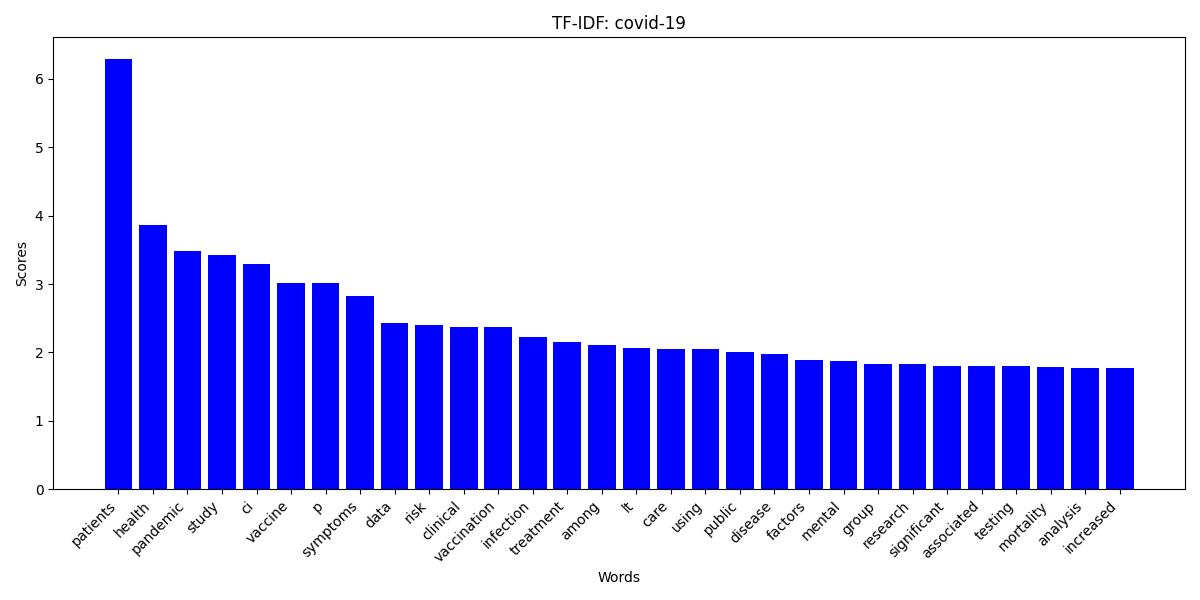 TF-IDF: covid-19
Scores
6
5
4
3
2
1
0
patients
health
pandemic
study
ci
vaccine
p
symptoms
data
risk
clinical
vaccination
infection
treatment
among
lt
care
using
public
disease
factors
mental
group
research
significant
associated
testing
mortality
analysis
increased
Words